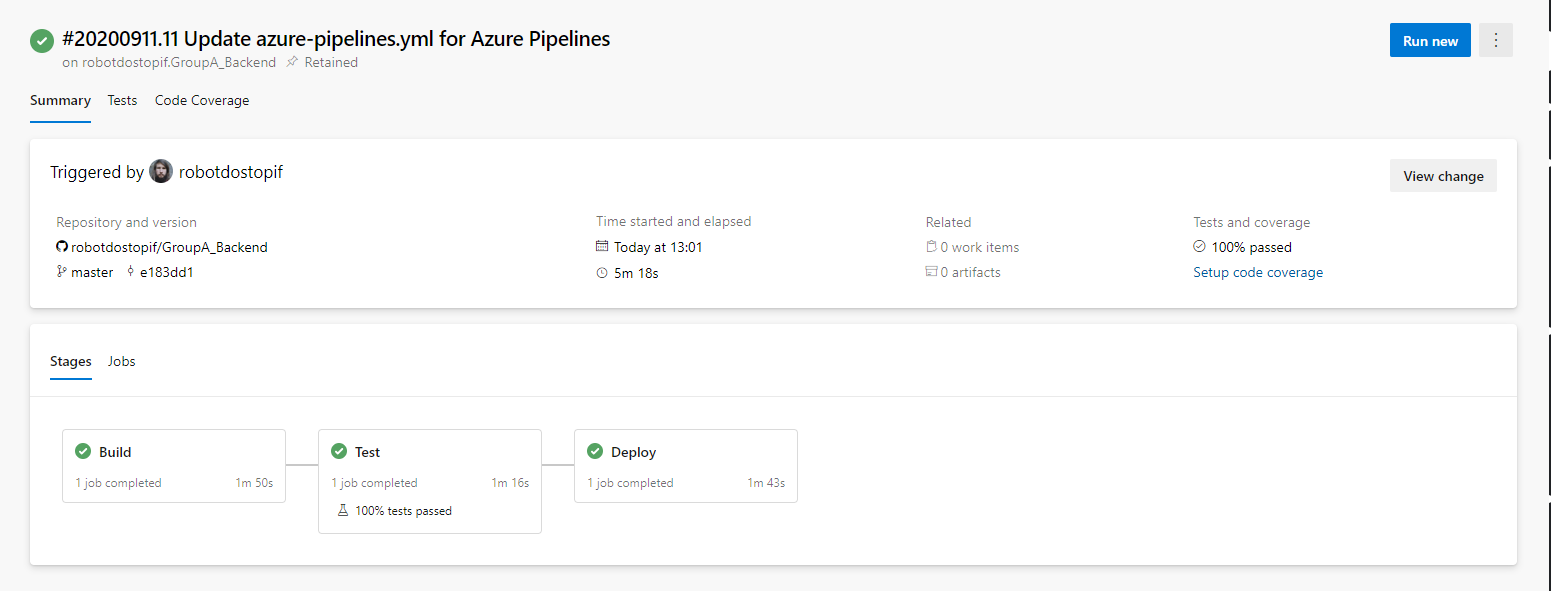 #20200911.11 Update azure-pipelines.yml for Azure Pipelines
on robotdostopif.GroupA_Backend Retained
Run new
Summary Tests Code Coverage
Triggered by robotdostopif
View change
Repository and version
robotdostopif/GroupA_Backend
master e183dd1
Time started and elapsed
Today at 13:01
5m 18s
Related
0 work items
0 artifacts
Tests and coverage
100% passed
Setup code coverage
Stages Jobs
Build
1 job completed 1m 50s
Test
1 job completed 1m 16s
100% tests passed
Deploy
1 job completed 1m 43s